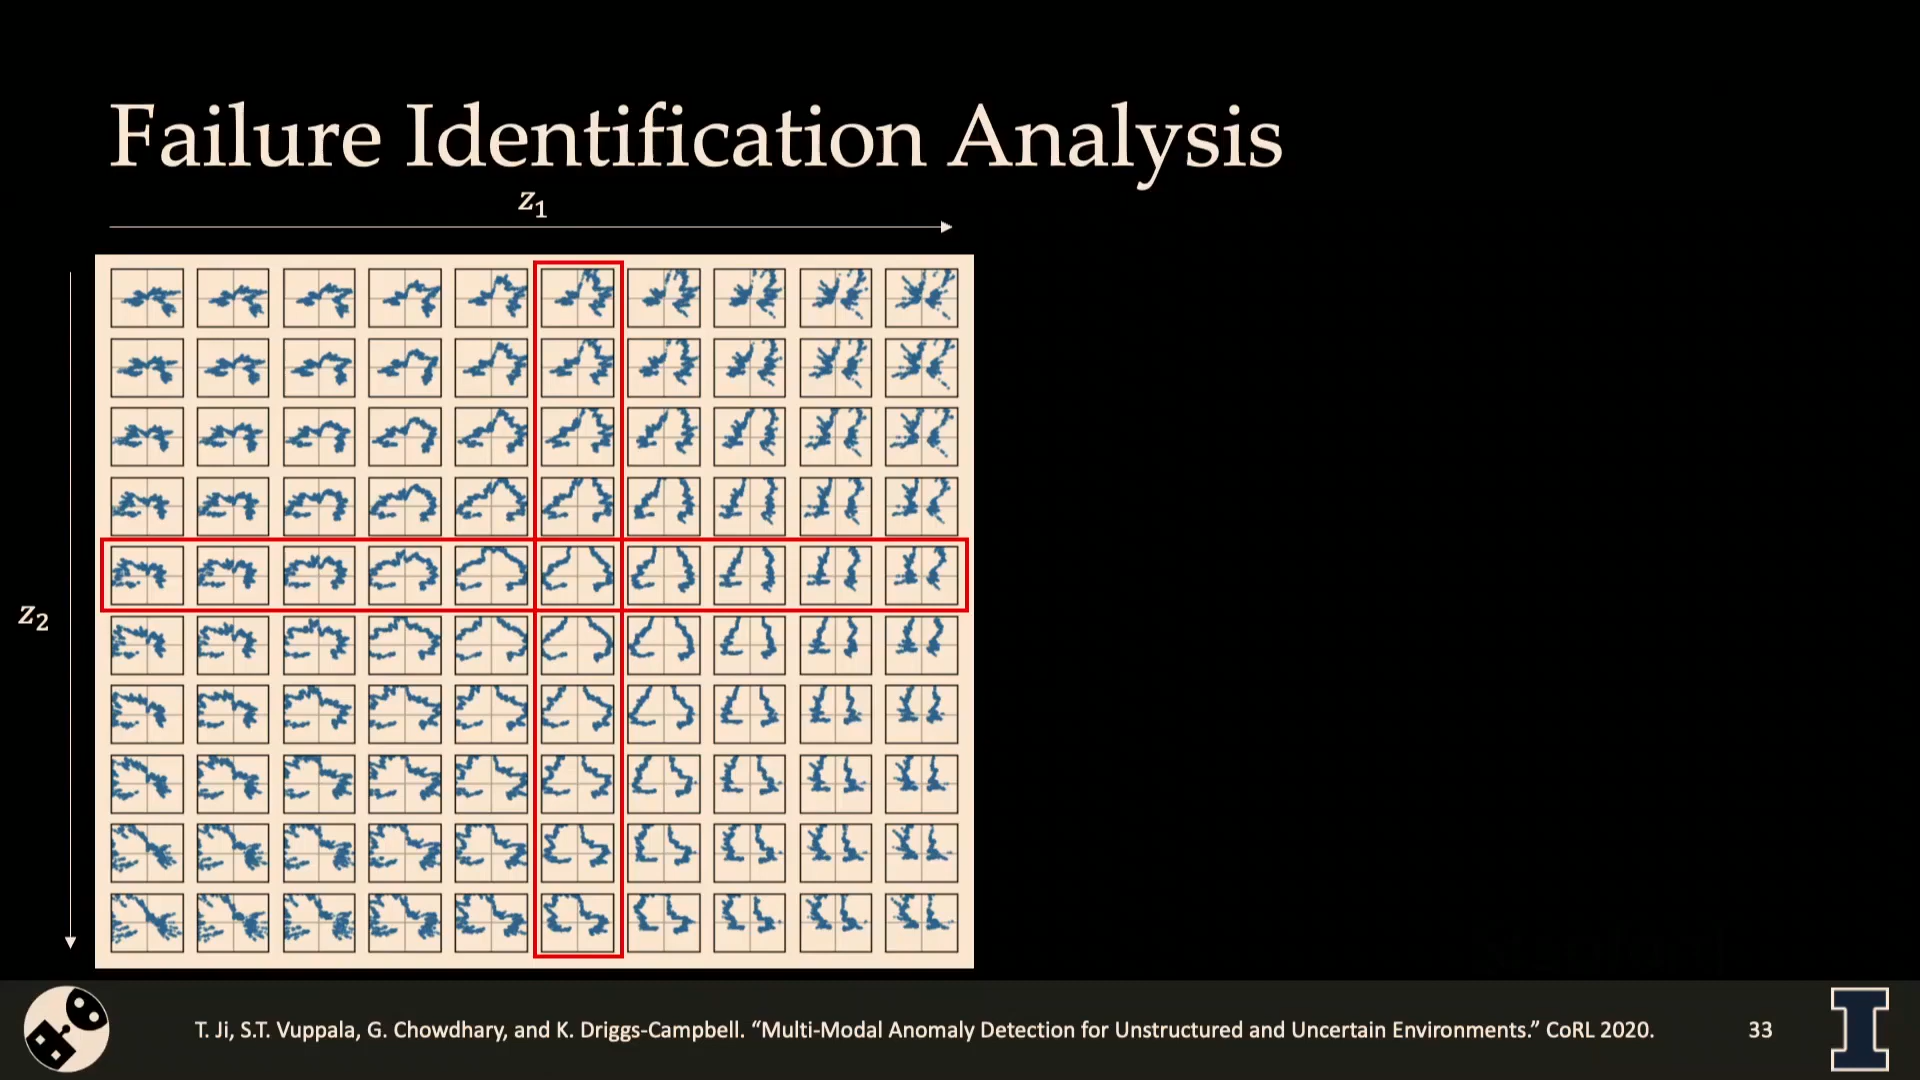 Failure Identification Analysis
z₁
z₂
T. Ji, S.T. Vuppala, G. Chowdhary, and K. Driggs-Campbell. “Multi-Modal Anomaly Detection for Unstructured and Uncertain Environments.” CoRL 2020.
33
I